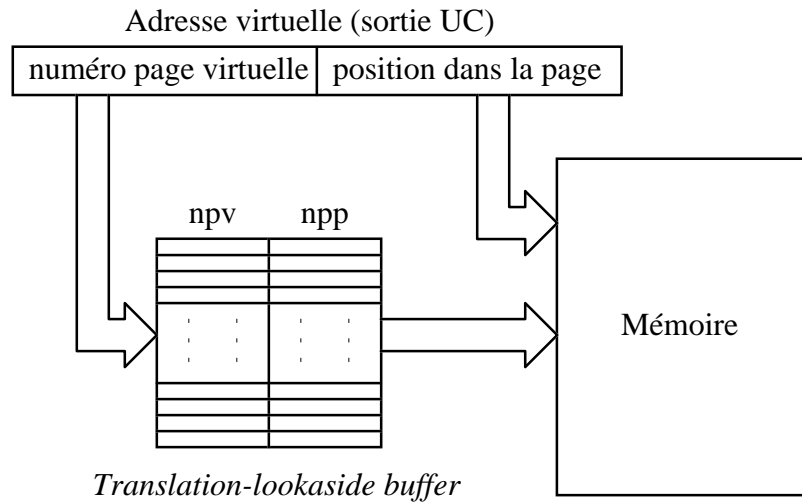 Adresse virtuelle (sortie UC)
numéro page virtuelle position dans la page
npv npp
Mémoire
Translation-lookaside buffer